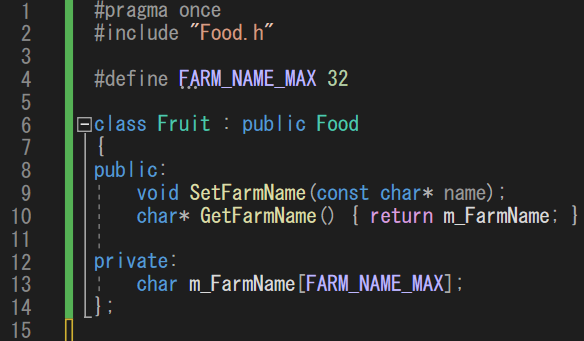 1 #pragma once
2 #include "Food.h"
3
4 #define FARM_NAME_MAX 32
5
6 class Fruit : public Food
7 {
8 public:
9 void SetFarmName(const char* name);
10 char* GetFarmName() { return m_FarmName; }
11
12 private:
13 char m_FarmName[FARM_NAME_MAX];
14 };
15